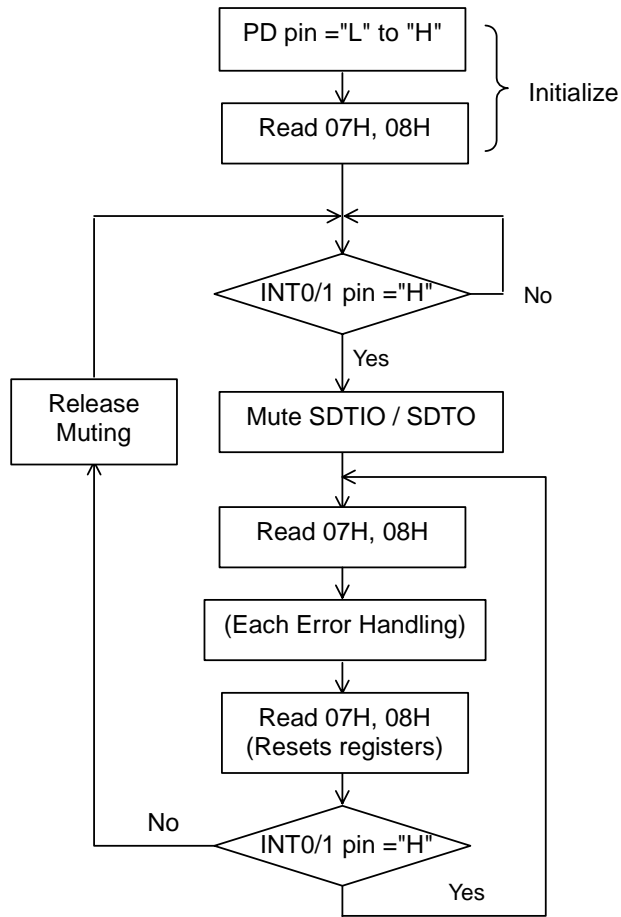 PD pin ="L" to "H"
Initialize
Read 07H, 08H
INT0/1 pin ="H"
No
Yes
Release
Muting
Mute SDTIO / SDTO
Read 07H, 08H
(Each Error Handling)
Read 07H, 08H
(Resets registers)
No
INT0/1 pin ="H"
Yes